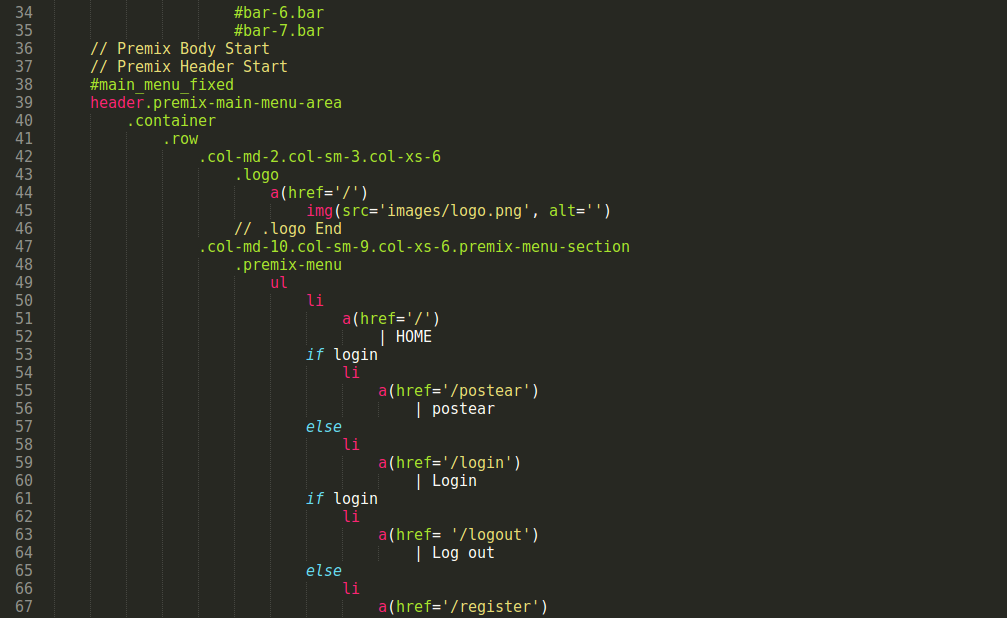 34 #bar-6.bar
35 #bar-7.bar
36 // Premix Body Start
37 // Premix Header Start
38 #main_menu_fixed
39 header.premix-main-menu-area
40 .container
41 .row
42 .col-md-2.col-sm-3.col-xs-6
43 .logo
44 a(href='/')
45 img(src='images/logo.png', alt='')
46 // .logo End
47 .col-md-10.col-sm-9.col-xs-6.premix-menu-section
48 .premix-menu
49 ul
50 li
51 a(href='/')
52 | HOME
53 if login
54 li
55 a(href='/postear')
56 | postear
57 else
58 li
59 a(href='/login')
60 | Login
61 if login
62 li
63 a(href= '/logout')
64 | Log out
65 else
66 li
67 a(href='/register')